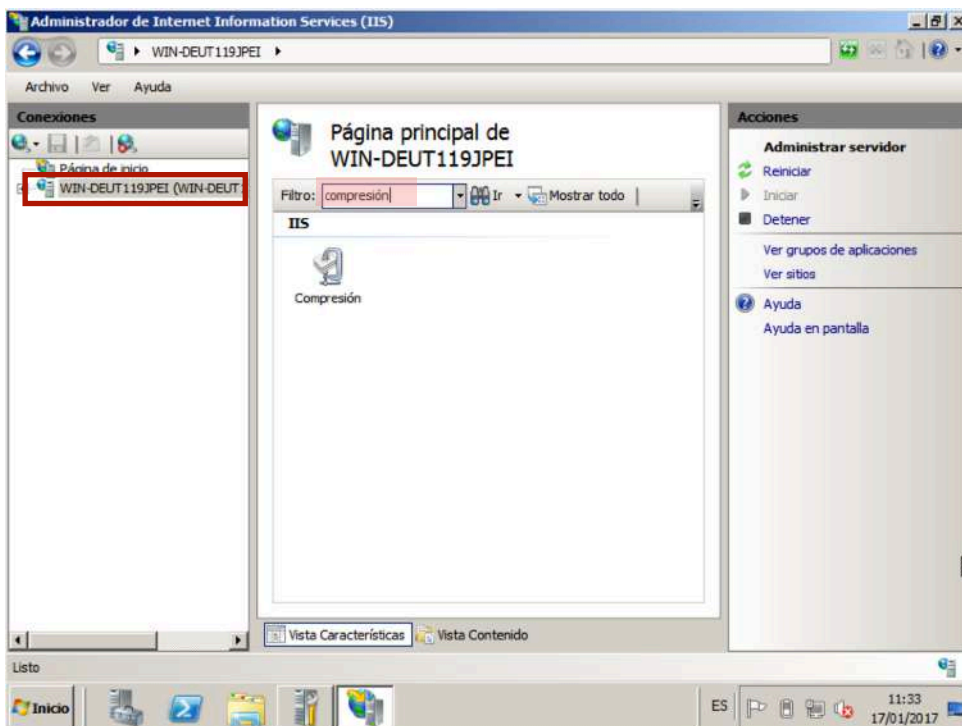 Administrador de Internet Information Services (IIS)
WIN-DEUT119JPEI
Archivo Ver Ayuda
Conexiones
Página de inicio
WIN-DEUT119JPEI (WIN-DEUT1
Página principal de
WIN-DEUT119JPEI
Filtro: compresión Ir Mostrar todo
IIS
Compresión
Vista Características Vista Contenido
Acciones
Administrar servidor
Reiniciar
Iniciar
Detener
Ver grupos de aplicaciones
Ver sitios
Ayuda
Ayuda en pantalla
Listo
Inicio
ES
11:33
17/01/2017